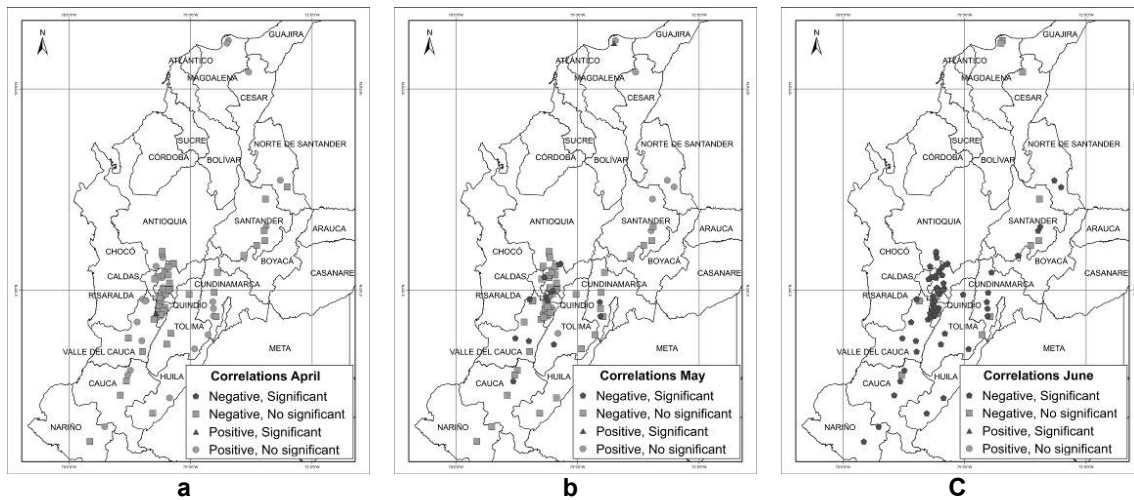 N
GUAJIRA
ATLÁNTICO
MAGDALENA
CESAR
SUCRE
NORTE DE SANTANDER
CÓRDOBA
BOLÍVAR
ANTIOQUIA
SANTANDER
ARAUCA
CHOCÓ
BOYACÁ
CALDAS
CASANARE
CUNDINAMARCA
RISARALDA
QUINDÍO
TOLIMA
META
VALLE DEL CAUCA
CAUCA
HUILA
NARIÑO
Correlations April
Negative, Significant
Negative, No significant
Positive, Significant
Positive, No significant
a
N
GUAJIRA
ATLÁNTICO
MAGDALENA
CESAR
SUCRE
NORTE DE SANTANDER
CÓRDOBA
BOLÍVAR
ANTIOQUIA
SANTANDER
ARAUCA
CHOCÓ
BOYACÁ
CALDAS
CASANARE
CUNDINAMARCA
RISARALDA
QUINDÍO
TOLIMA
META
VALLE DEL CAUCA
CAUCA
HUILA
NARIÑO
Correlations May
Negative, Significant
Negative, No significant
Positive, Significant
Positive, No significant
b
N
GUAJIRA
ATLÁNTICO
MAGDALENA
CESAR
SUCRE
NORTE DE SANTANDER
CÓRDOBA
BOLÍVAR
ANTIOQUIA
SANTANDER
ARAUCA
CHOCÓ
BOYACÁ
CALDAS
CASANARE
CUNDINAMARCA
RISARALDA
QUINDÍO
TOLIMA
META
VALLE DEL CAUCA
CAUCA
HUILA
NARIÑO
Correlations June
Negative, Significant
Negative, No significant
Positive, Significant
Positive, No significant
C